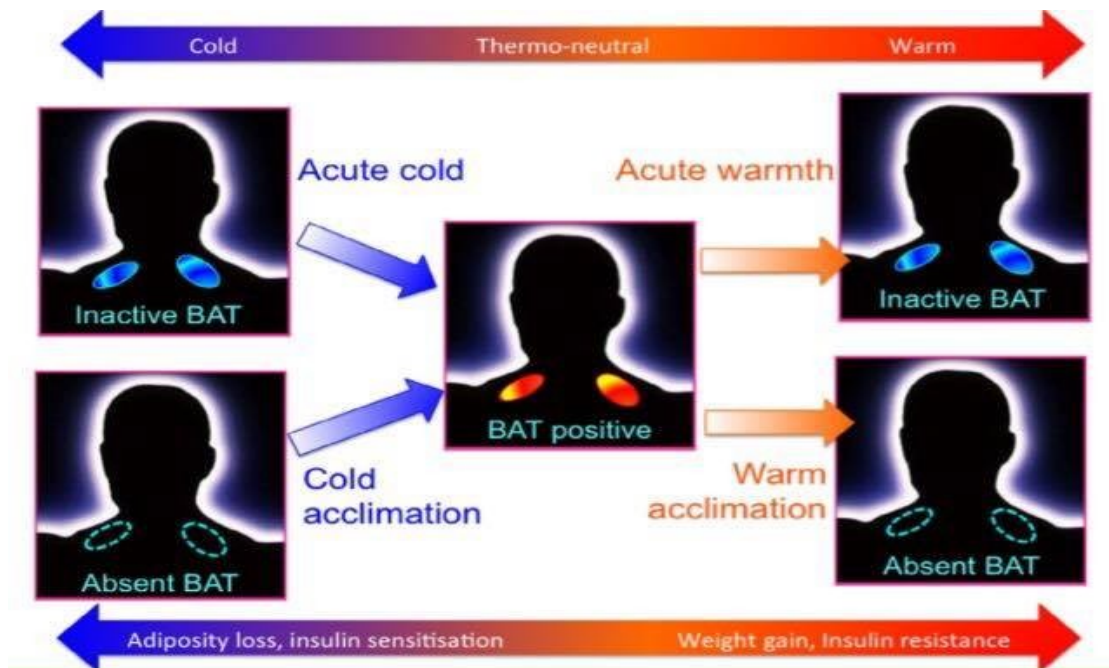 Cold Thermo-neutral Warm
Acute cold
Acute warmth
Inactive BAT
Inactive BAT
BAT positive
Cold
acclimation
Warm
acclimation
Absent BAT
Absent BAT
Adiposity loss, insulin sensitisation Weight gain, Insulin resistance